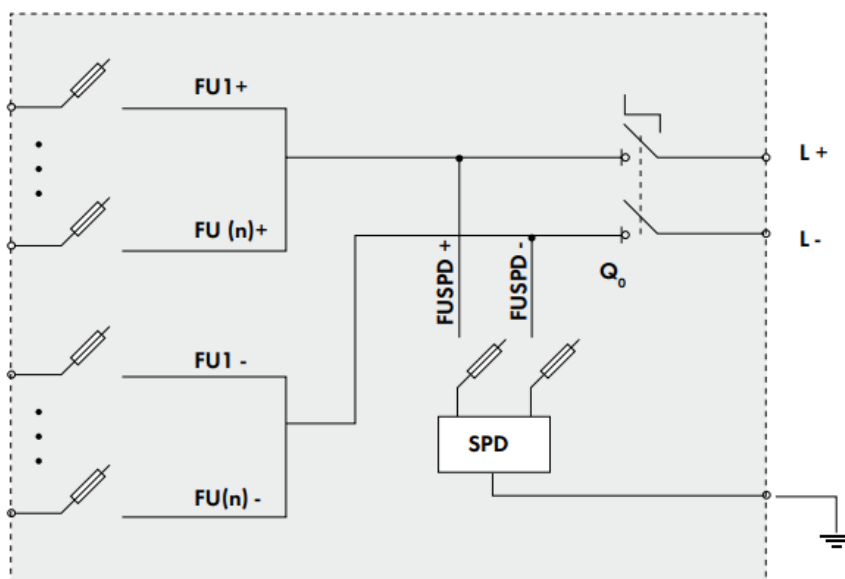 FU1+
L +
FU (n)+
L -
FUSPD +
FUSPD -
Q0
FU1 -
SPD
FU(n) -